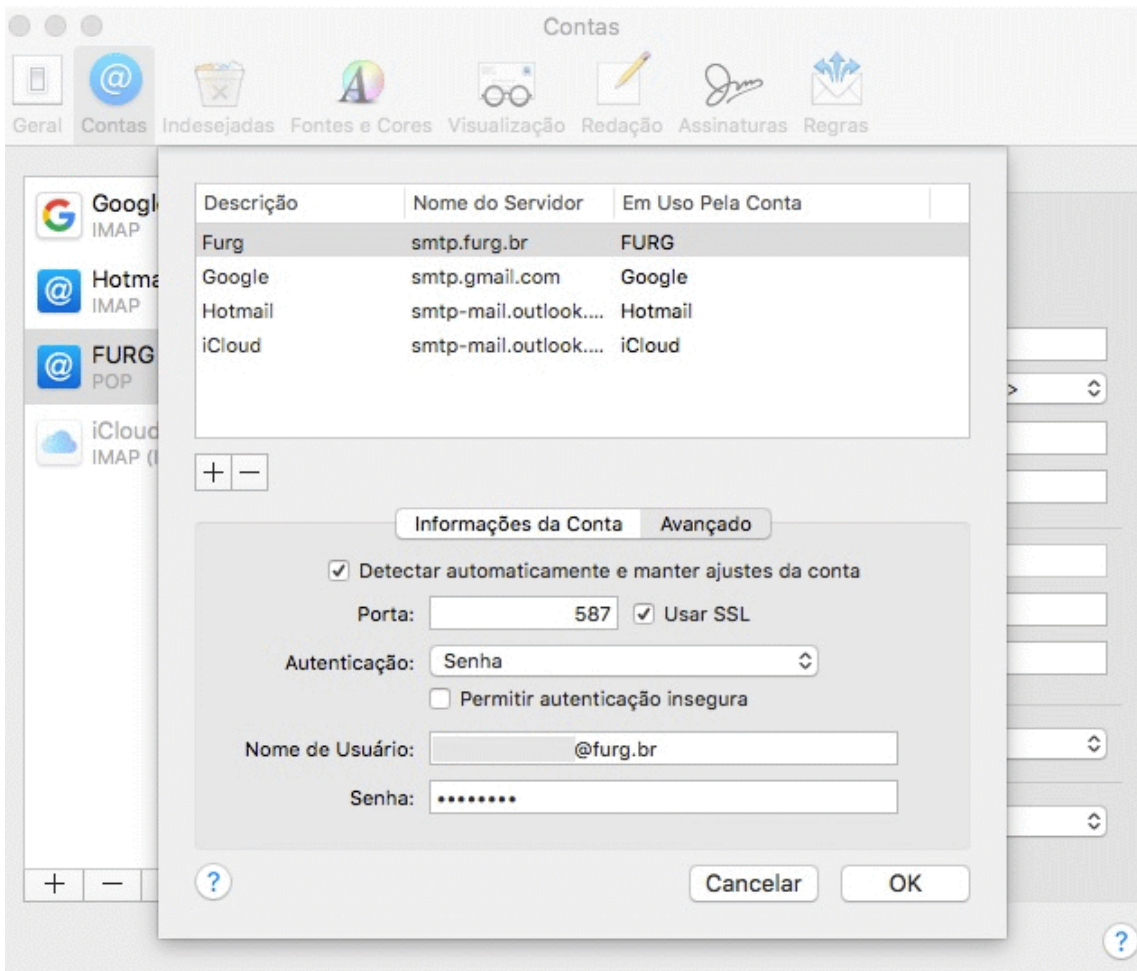 Contas
Geral Contas Indesejadas Fontes e Cores Visualização Redação Assinaturas Regras
Googl
IMAP
Hotma
IMAP
FURG
POP
iCloud
IMAP (I
Descrição Nome do Servidor Em Uso Pela Conta
Furg smtp.furg.br FURG
Google smtp.gmail.com Google
Hotmail smtp-mail.outlook.... Hotmail
iCloud smtp-mail.outlook.... iCloud
+ −
Informações da Conta Avançado
Detectar automaticamente e manter ajustes da conta
Porta: 587 Usar SSL
Autenticação: Senha
Permitir autenticação insegura
Nome de Usuário: @furg.br
Senha: ••••••••
? Cancelar OK
+ −
?